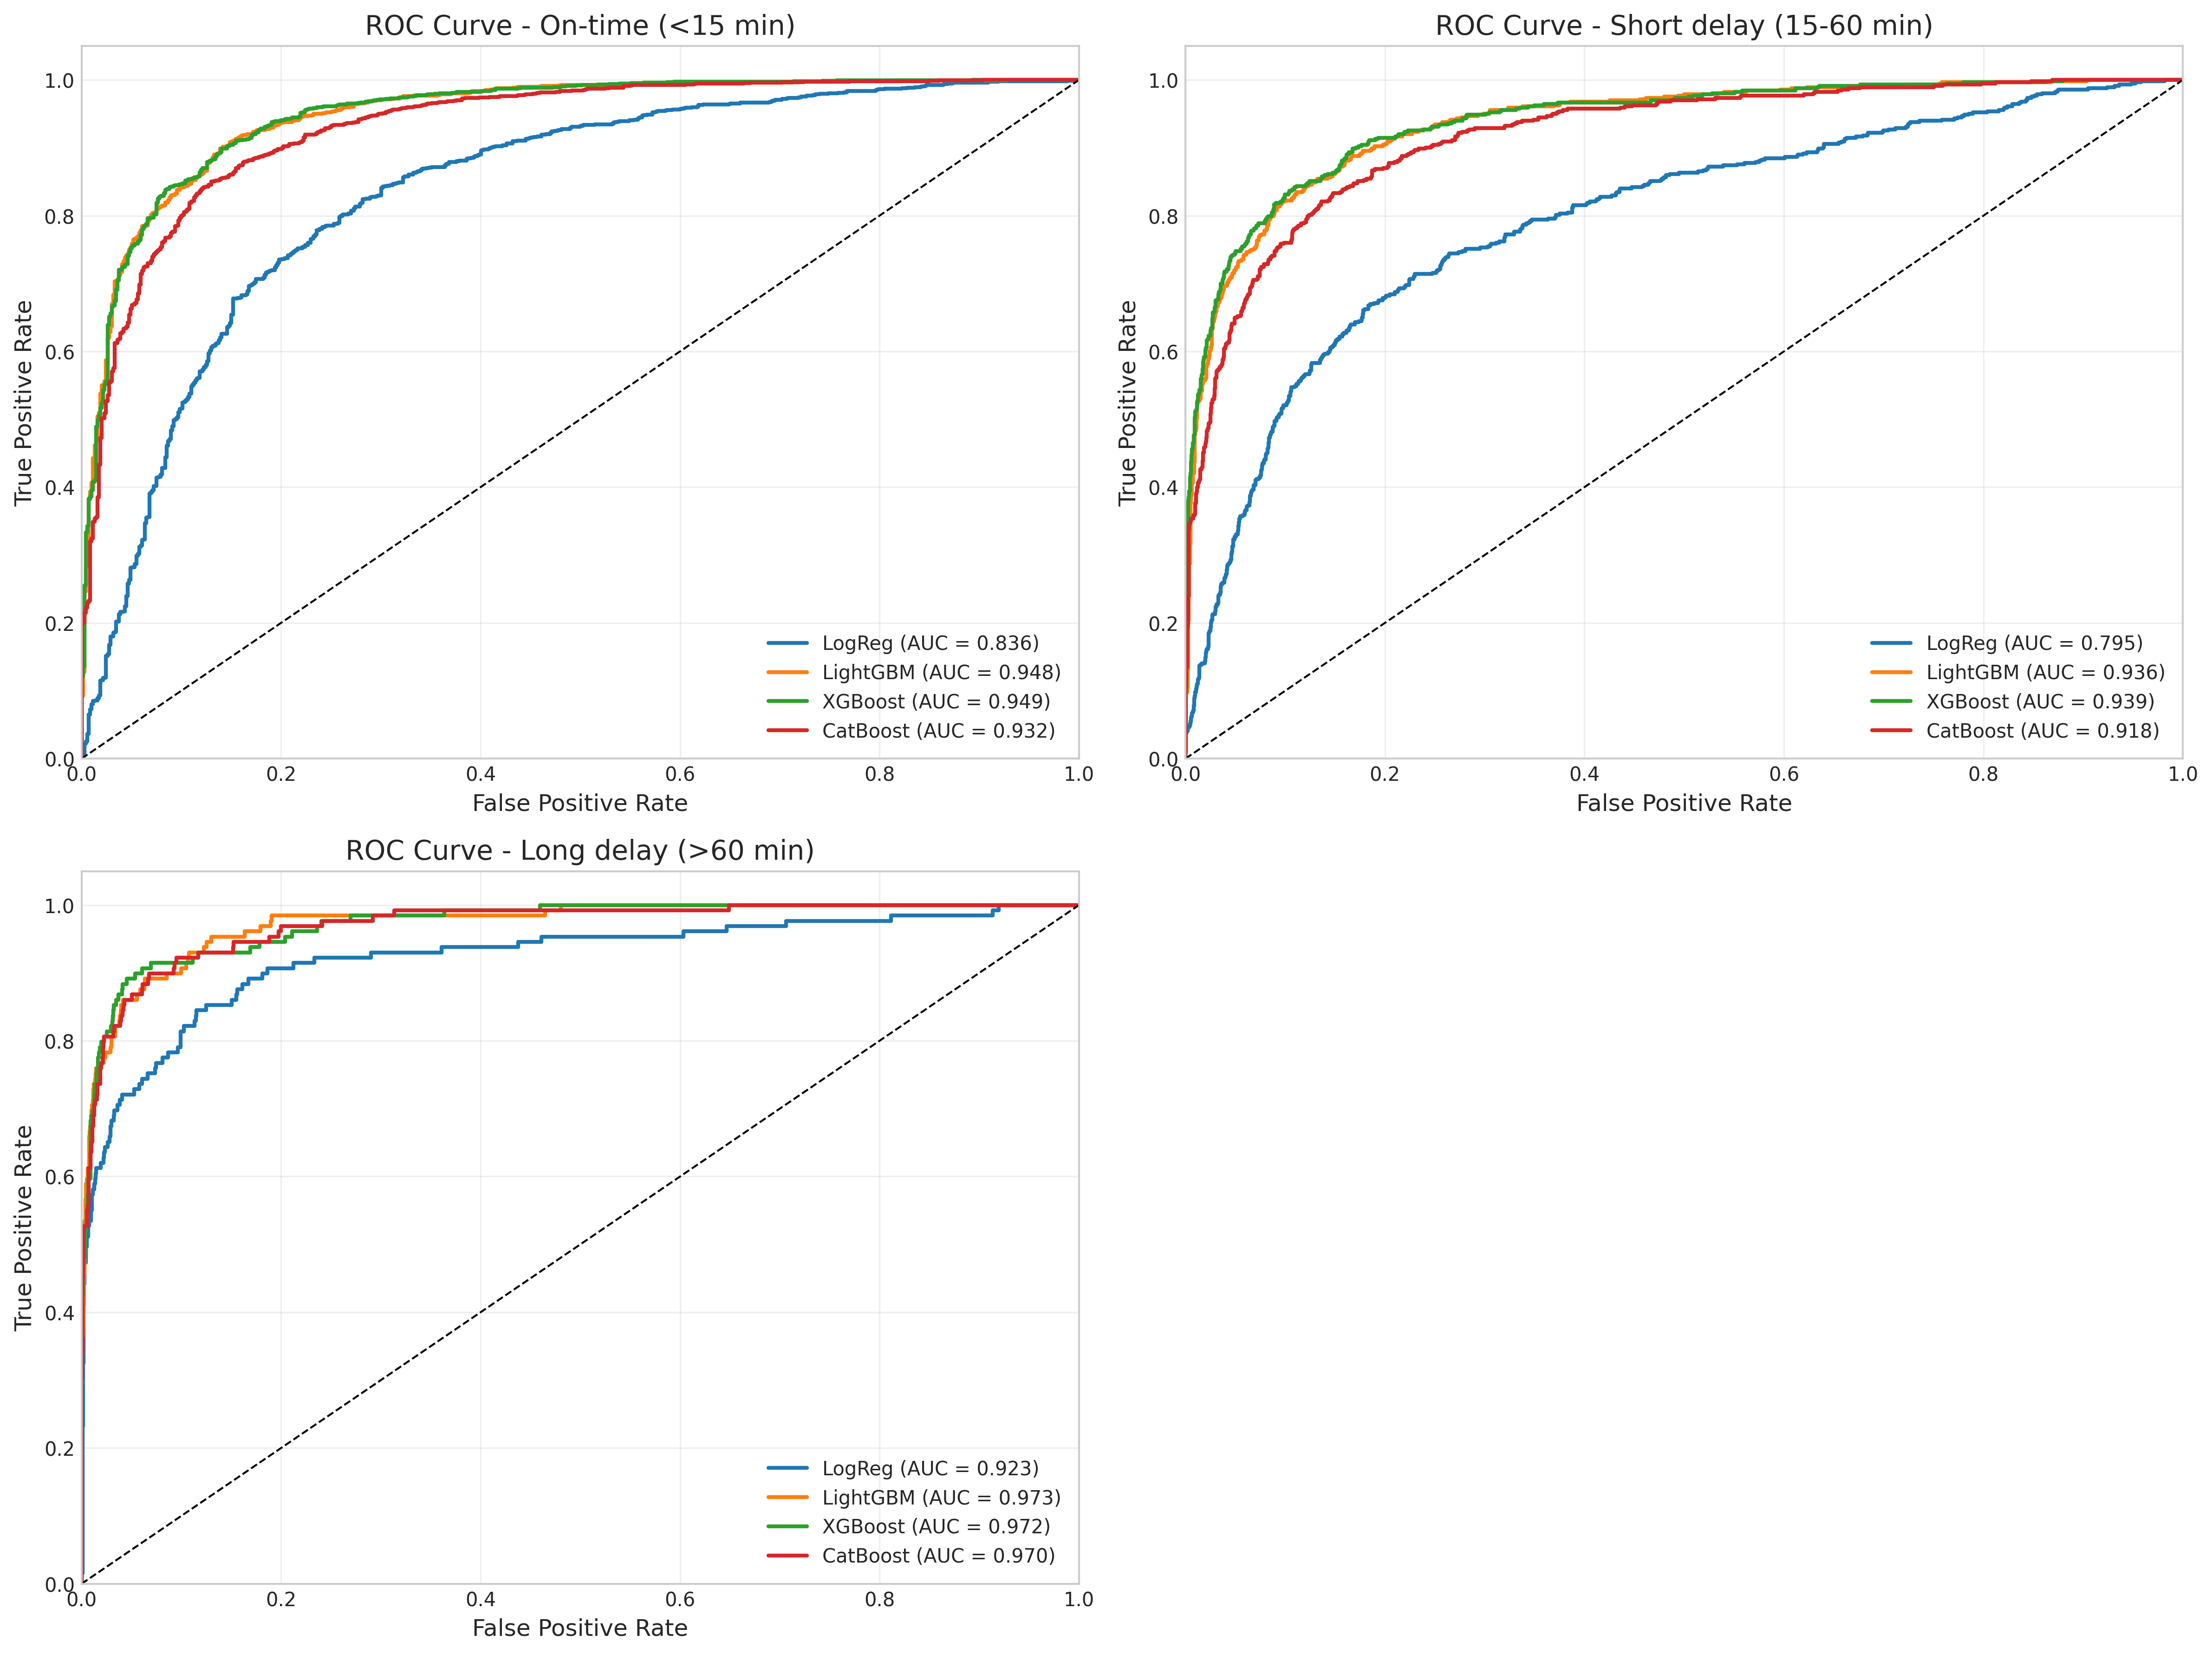 ROC Curve - On-time (<15 min)
True Positive Rate
1.0
0.8
0.6
0.4
0.2
0.0
LogReg (AUC = 0.836)
LightGBM (AUC = 0.948)
XGBoost (AUC = 0.949)
CatBoost (AUC = 0.932)
0.0 0.2 0.4 0.6 0.8 1.0
False Positive Rate
ROC Curve - Short delay (15-60 min)
True Positive Rate
1.0
0.8
0.6
0.4
0.2
0.0
LogReg (AUC = 0.795)
LightGBM (AUC = 0.936)
XGBoost (AUC = 0.939)
CatBoost (AUC = 0.918)
0.0 0.2 0.4 0.6 0.8 1.0
False Positive Rate
ROC Curve - Long delay (>60 min)
True Positive Rate
1.0
0.8
0.6
0.4
0.2
0.0
LogReg (AUC = 0.923)
LightGBM (AUC = 0.973)
XGBoost (AUC = 0.972)
CatBoost (AUC = 0.970)
0.0 0.2 0.4 0.6 0.8 1.0
False Positive Rate